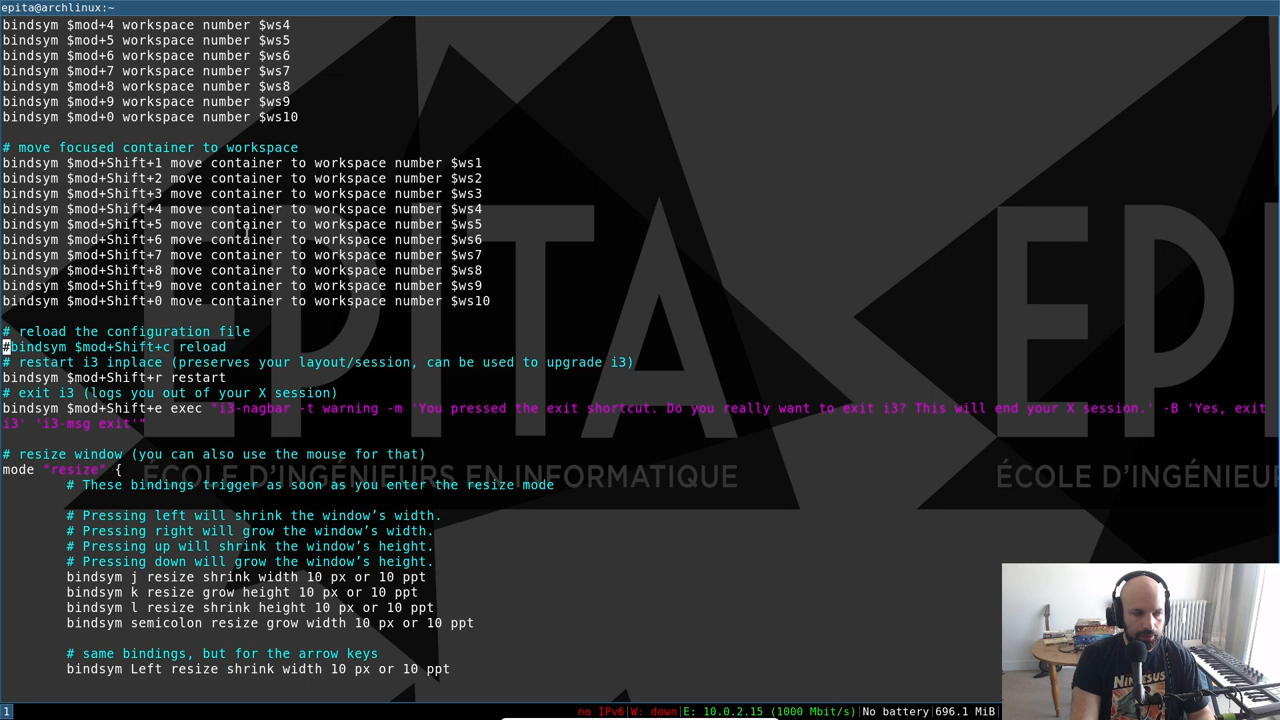 epita@archlinux:~
bindsym $mod+4 workspace number $ws4
bindsym $mod+5 workspace number $ws5
bindsym $mod+6 workspace number $ws6
bindsym $mod+7 workspace number $ws7
bindsym $mod+8 workspace number $ws8
bindsym $mod+9 workspace number $ws9
bindsym $mod+0 workspace number $ws10
# move focused container to workspace
bindsym $mod+Shift+1 move container to workspace number $ws1
bindsym $mod+Shift+2 move container to workspace number $ws2
bindsym $mod+Shift+3 move container to workspace number $ws3
bindsym $mod+Shift+4 move container to workspace number $ws4
bindsym $mod+Shift+5 move container to workspace number $ws5
bindsym $mod+Shift+6 move container to workspace number $ws6
bindsym $mod+Shift+7 move container to workspace number $ws7
bindsym $mod+Shift+8 move container to workspace number $ws8
bindsym $mod+Shift+9 move container to workspace number $ws9
bindsym $mod+Shift+0 move container to workspace number $ws10
# reload the configuration file
#bindsym $mod+Shift+c reload
# restart i3 inplace (preserves your layout/session, can be used to upgrade i3)
bindsym $mod+Shift+r restart
# exit i3 (logs you out of your X session)
bindsym $mod+Shift+e exec "i3-nagbar -t warning -m 'You pressed the exit shortcut. Do you really want to exit i3? This will end your X session.' -B 'Yes, exit
i3' 'i3-msg exit'"
# resize window (you can also use the mouse for that)
mode "resize" {
# These bindings trigger as soon as you enter the resize mode
# Pressing left will shrink the window’s width.
# Pressing right will grow the window’s width.
# Pressing up will shrink the window’s height.
# Pressing down will grow the window’s height.
bindsym j resize shrink width 10 px or 10 ppt
bindsym k resize grow height 10 px or 10 ppt
bindsym l resize shrink height 10 px or 10 ppt
bindsym semicolon resize grow width 10 px or 10 ppt
# same bindings, but for the arrow keys
bindsym Left resize shrink width 10 px or 10 ppt
EPITA
ÉCOLE D'INGÉNIEURS EN INFORMATIQUE
EPI
ÉCOLE D'INGÉNIEU
1
no IPv6|W: down|E: 10.0.2.15 (1000 Mbit/s)|No battery|696.1 MiB